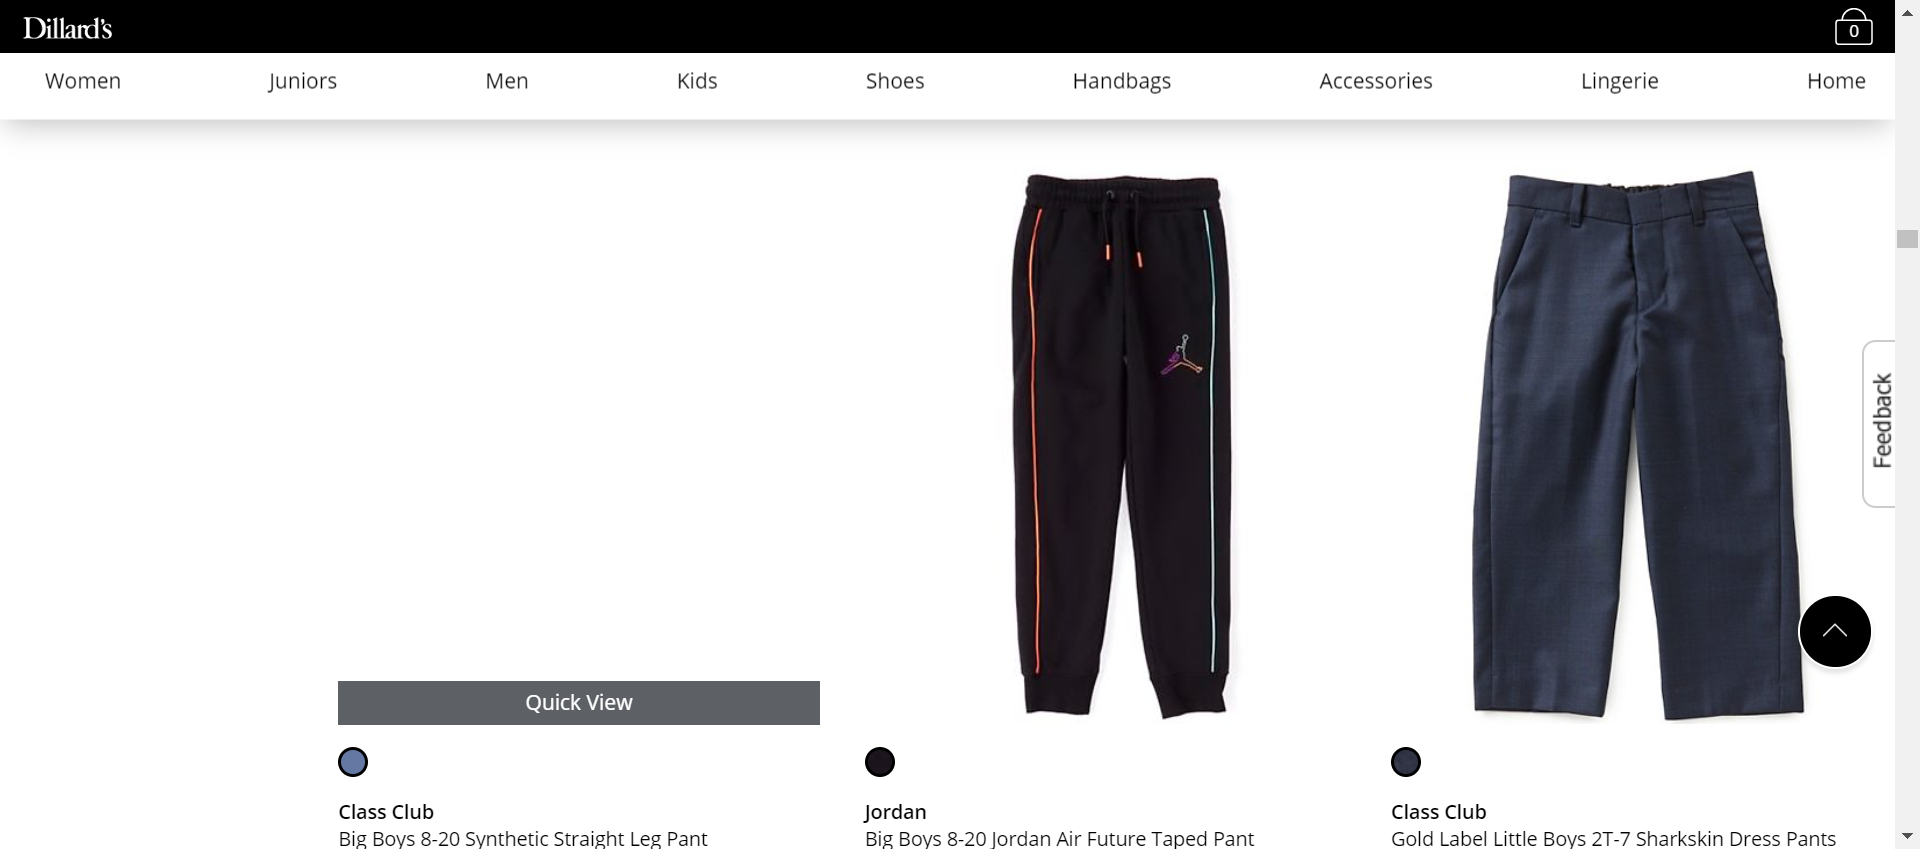 Dillard's
0
Women Juniors Men Kids Shoes Handbags Accessories Lingerie Home
Feedback
Quick View
Class Club
Big Boys 8-20 Synthetic Straight Leg Pant
Jordan
Big Boys 8-20 Jordan Air Future Taped Pant
Class Club
Gold Label Little Boys 2T-7 Sharkskin Dress Pants